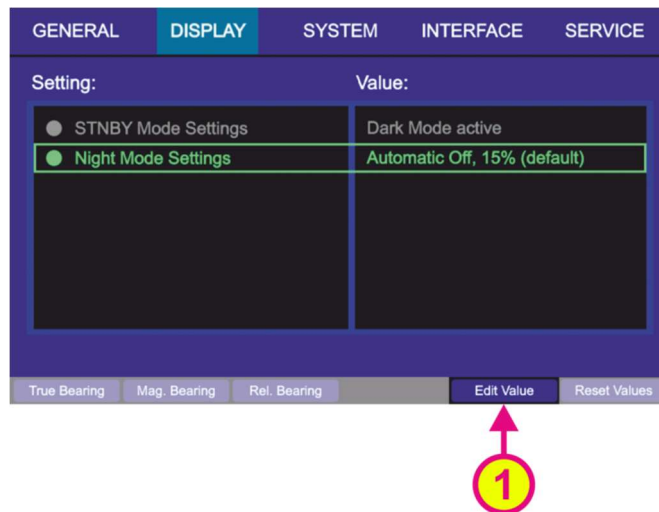 GENERAL DISPLAY SYSTEM INTERFACE SERVICE
Setting: Value:
STNBY Mode Settings Dark Mode active
Night Mode Settings Automatic Off, 15% (default)
True Bearing Mag. Bearing Rel. Bearing Edit Value Reset Values
1